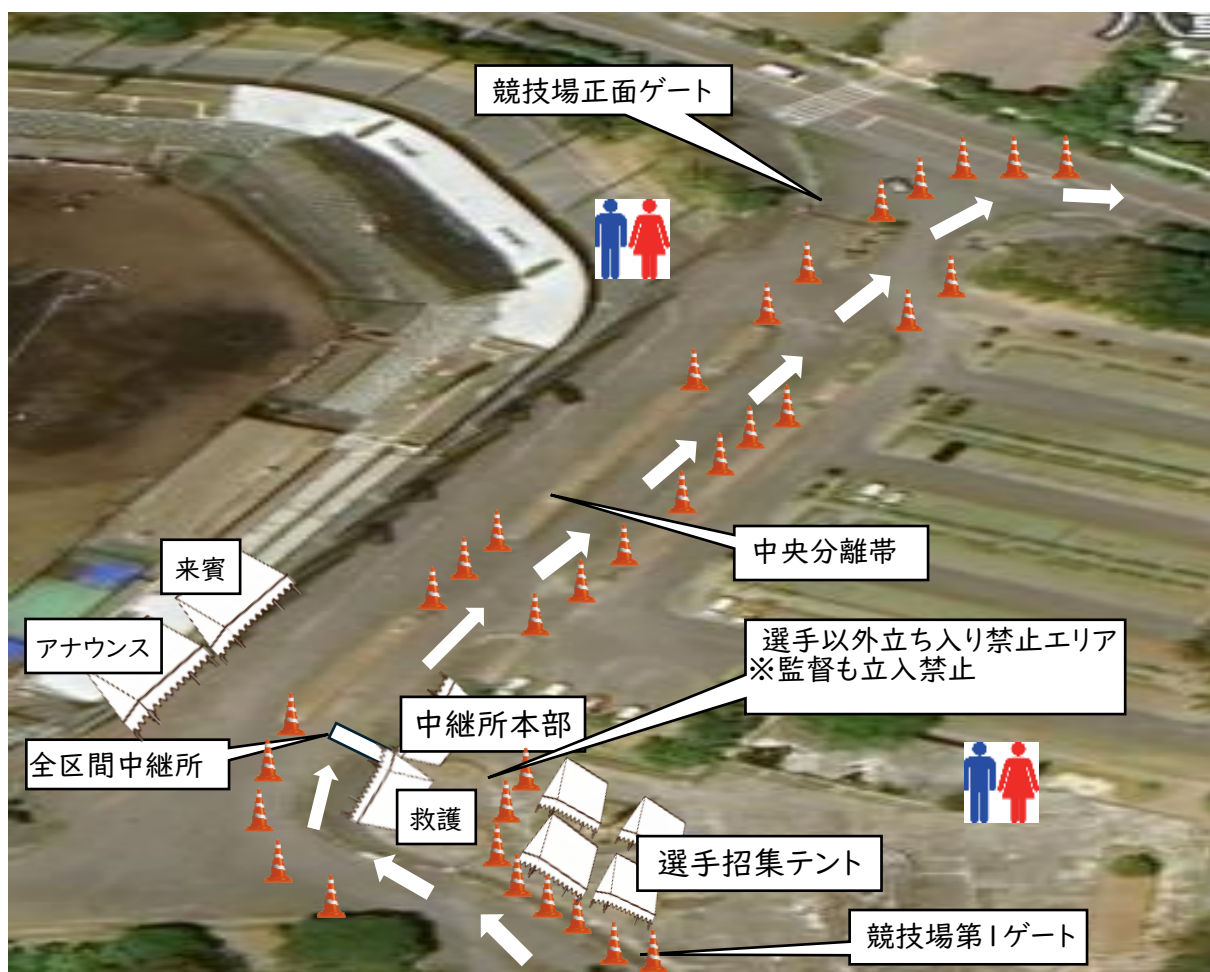 競技場正面ゲート
中央分離帯
来賓
アナウンス
選手以外立ち入り禁止エリア
※監督も立入禁止
中継所本部
全区間中継所
救護
選手招集テント
競技場第1ゲート